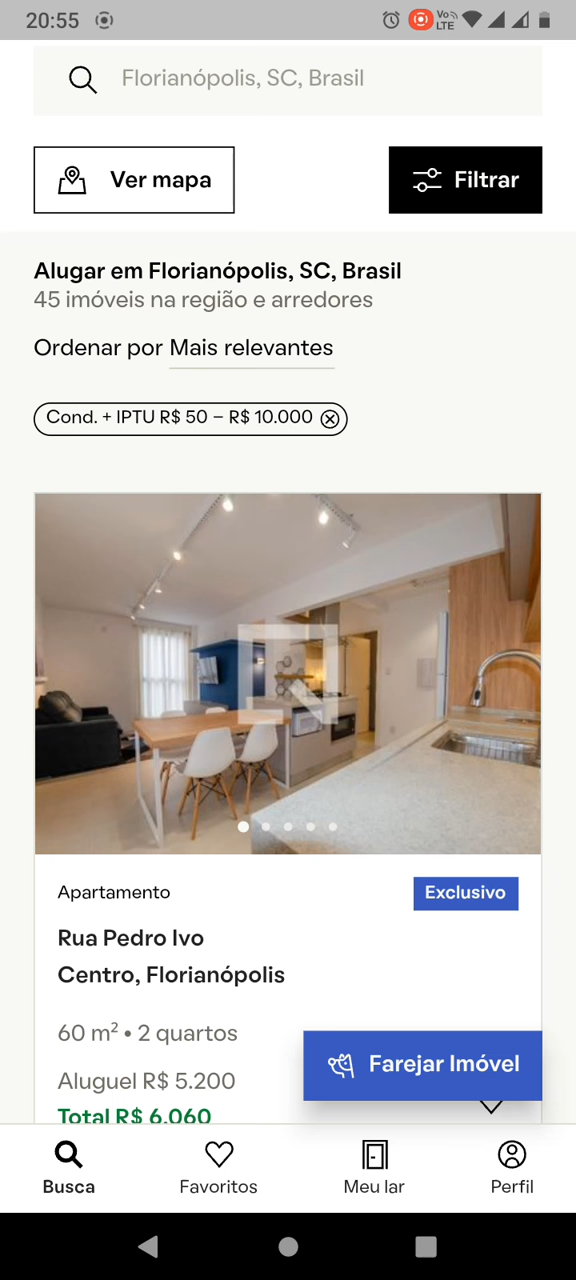 20:55
Vo
LTE
Florianópolis, SC, Brasil
Ver mapa
Filtrar
Alugar em Florianópolis, SC, Brasil
45 imóveis na região e arredores
Ordenar por Mais relevantes
Cond. + IPTU R$ 50 – R$ 10.000
Apartamento
Exclusivo
Rua Pedro Ivo
Centro, Florianópolis
60 m² • 2 quartos
Farejar Imóvel
Aluguel R$ 5.200
Total R$ 6.060
Busca
Favoritos
Meu lar
Perfil